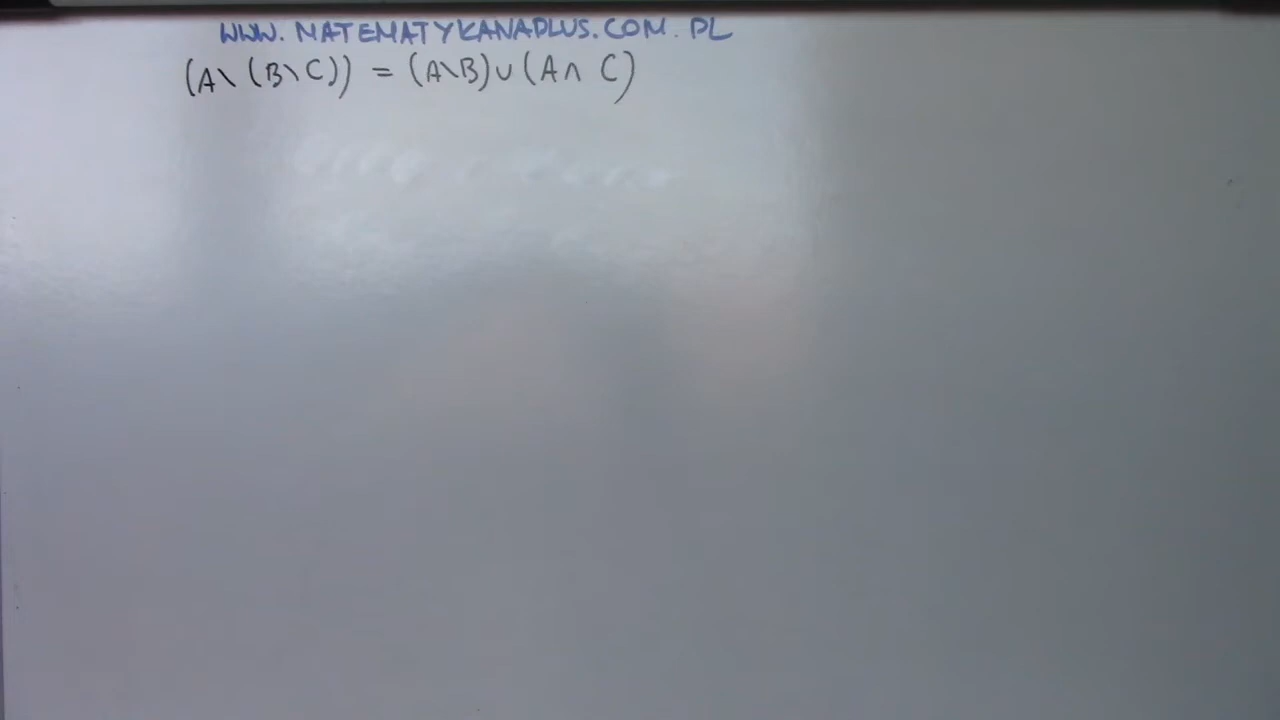 WWW.MATEMATYKANAPLUS.COM.PL
(A\(B\C)) = (A\B)∪(A∩C)